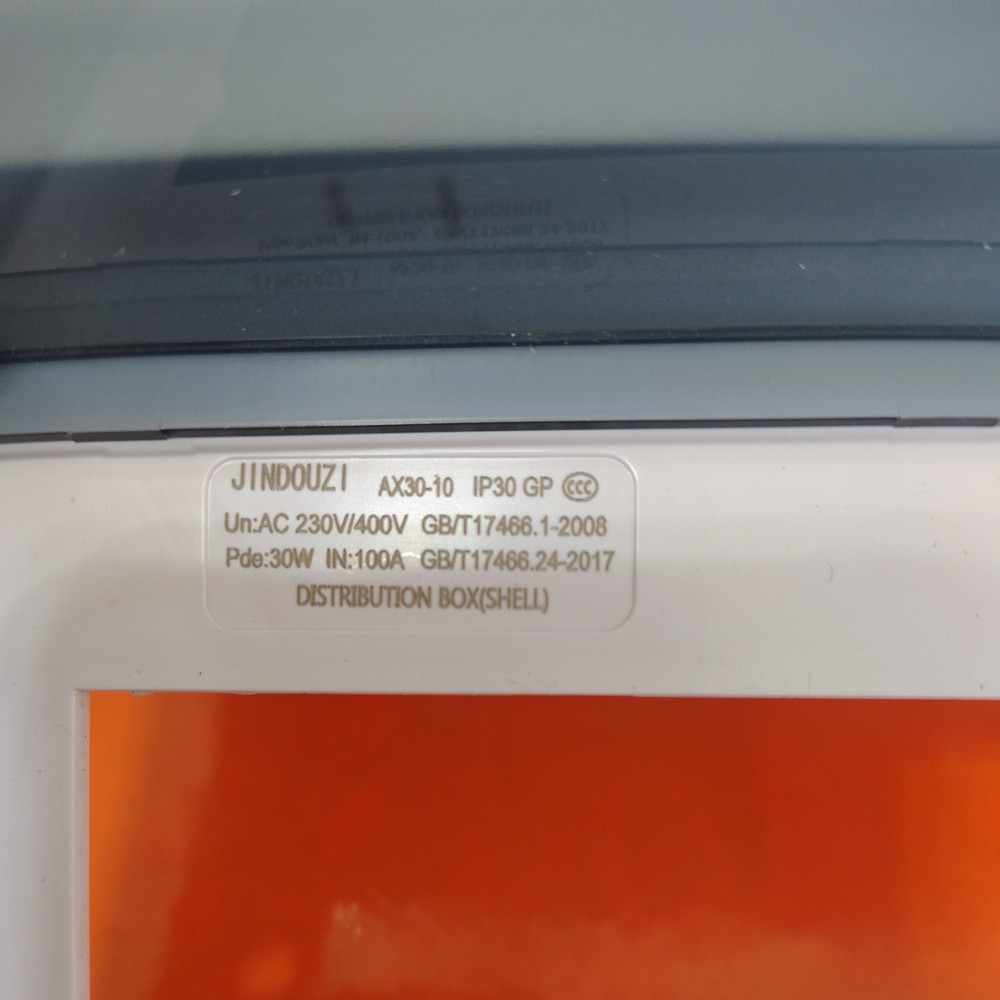 JINDOUZI AX30-10 IP30 GP CCC
Un:AC 230V/400V GB/T17466.1-2008
Pde:30W IN:100A GB/T17466.24-2017
DISTRIBUTION BOX(SHELL)